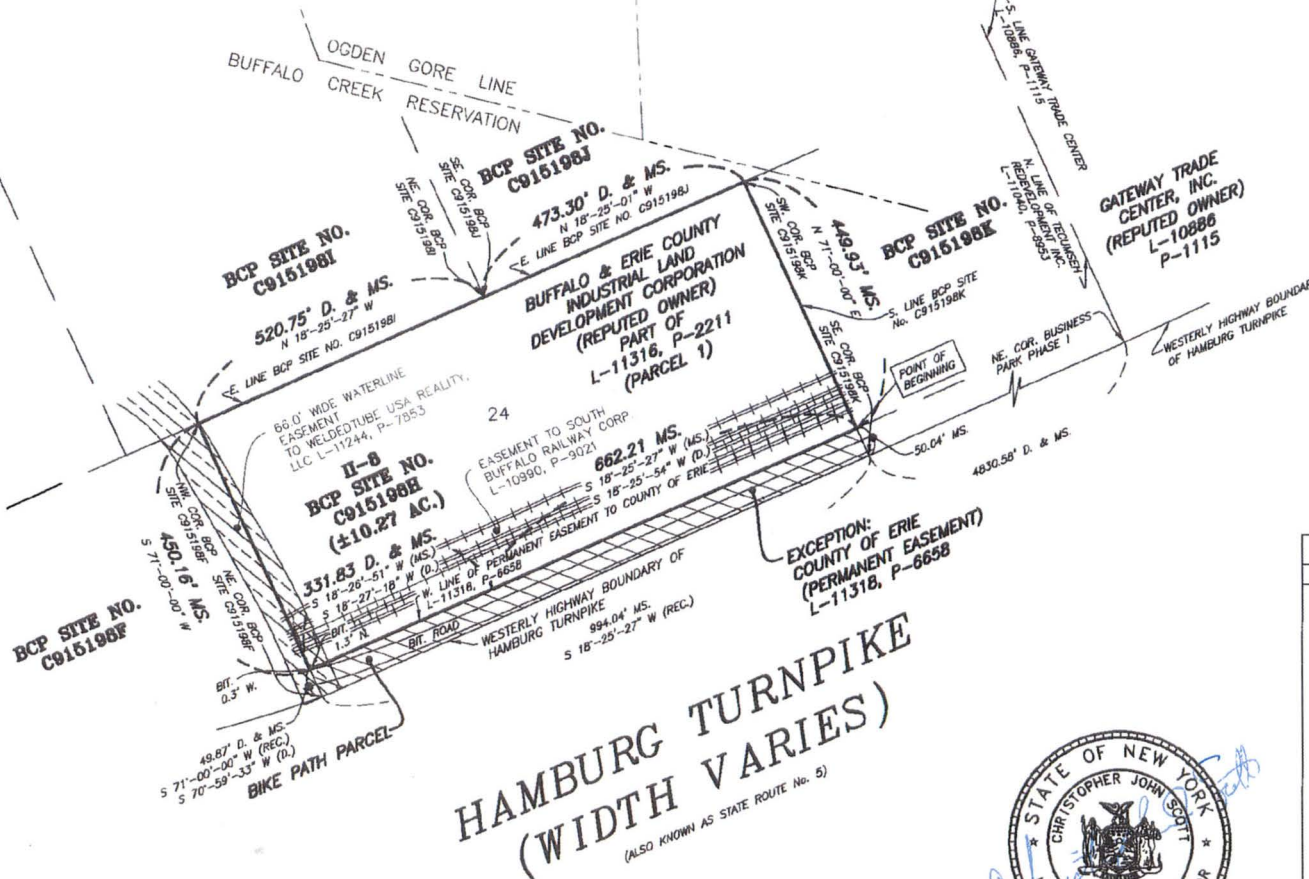 OGDEN GORE LINE
BUFFALO CREEK RESERVATION
S. LINE GATEWAY TRADE CENTER
L-10886, P-1115
N. LINE OF TECUMSEH
REDEVELOPMENT INC.
L-11040, P-8953
GATEWAY TRADE
CENTER, INC.
(REPUTED OWNER)
L-10886
P-1115
BCP SITE NO.
C915198J
SE. COR. BCP
SITE C915198J
NE. COR. BCP
SITE C915198I
473.30' D. & MS.
N 18°-25'-01" W
E. LINE BCP SITE NO. C915198J
BCP SITE NO.
C915198I
520.75' D. & MS.
N 18°-25'-27" W
E. LINE BCP SITE NO. C915198I
BUFFALO & ERIE COUNTY
INDUSTRIAL LAND
DEVELOPMENT CORPORATION
(REPUTED OWNER)
PART OF
L-11316, P-2211
(PARCEL 1)
SW. COR. BCP
SITE C915198K
449.93' MS.
N 71°-00'-00" E
BCP SITE NO.
C915198K
S. LINE BCP SITE
No. C915198K
SE. COR. BCP
SITE C915198K
POINT OF
BEGINNING
NE. COR. BUSINESS
PARK PHASE 1
WESTERLY HIGHWAY BOUNDAR
OF HAMBURG TURNPIKE
66.0' WIDE WATERLINE
EASEMENT
TO WELDEDTUBE USA REALITY,
LLC L-11244, P-7853
24
II-8
BCP SITE NO.
C915198H
(±10.27 AC.)
EASEMENT TO SOUTH
BUFFALO RAILWAY CORP.
L-10990, P-9021
662.21 MS.
S 18°-25'-27" W (MS.)
S 18°-25'-54" W (D.)
331.83 D. & MS.
S 18°-26'-51" W (MS.)
S 18°-27'-18" W (D.)
W. LINE OF PERMANENT EASEMENT TO COUNTY OF ERIE
L-11318, P-6658
50.04' MS.
4830.58' D. & MS.
NW. COR. BCP
SITE C915198F
450.16' MS.
S 71°-00'-00" W
NE. COR. BCP
SITE C915198F
BCP SITE NO.
C915198F
BIT.
1.3' N.
BIT. ROAD
WESTERLY HIGHWAY BOUNDARY OF
HAMBURG TURNPIKE
994.04' MS.
S 18°-25'-27" W (REC.)
EXCEPTION:
COUNTY OF ERIE
(PERMANENT EASEMENT)
L-11318, P-6658
BIT.
0.3' W.
49.87' D. & MS.
S 71°-00'-00" W (REC.)
S 70°-59'-33" W (D.)
BIKE PATH PARCEL
HAMBURG TURNPIKE
(WIDTH VARIES)
(ALSO KNOWN AS STATE ROUTE No. 5)
STATE OF NEW YORK
CHRISTOPHER JOHN SCOTT